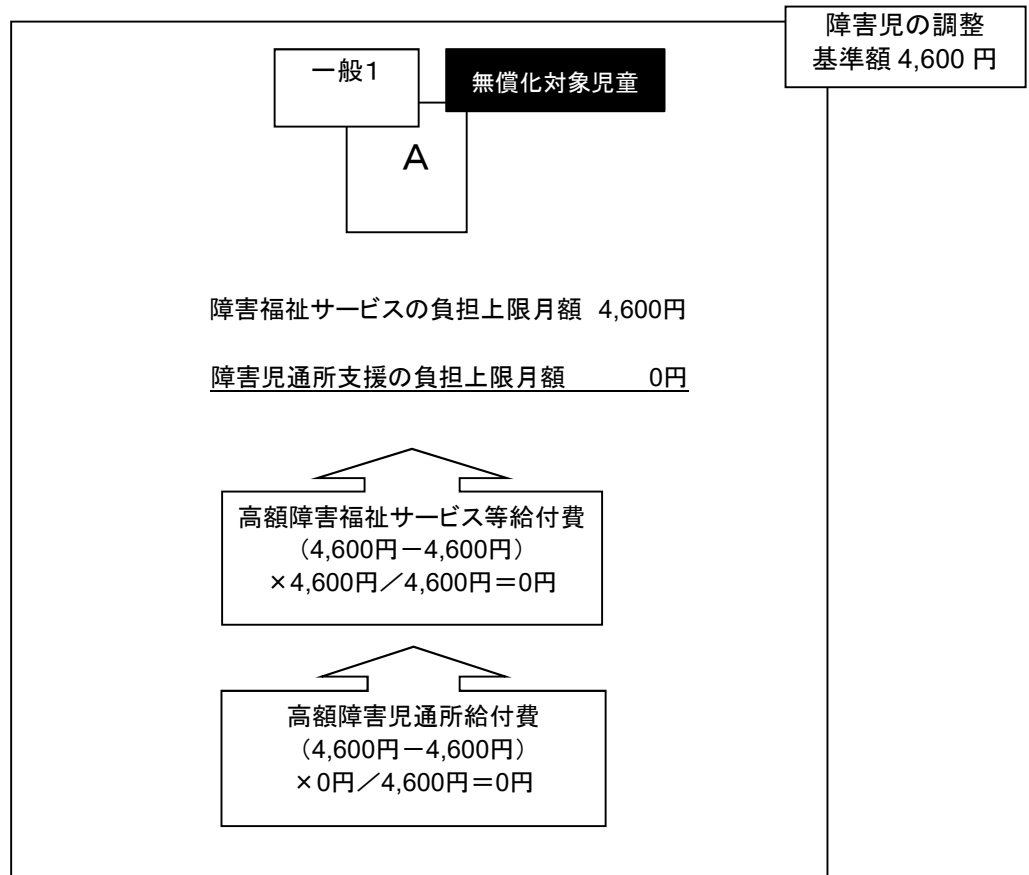 障害児の調整
基準額 4,600 円
一般1
無償化対象児童
A
障害福祉サービスの負担上限月額 4,600円
障害児通所支援の負担上限月額 0円
高額障害福祉サービス等給付費
(4,600円－4,600円)
×4,600円／4,600円＝0円
高額障害児通所給付費
(4,600円－4,600円)
×0円／4,600円＝0円